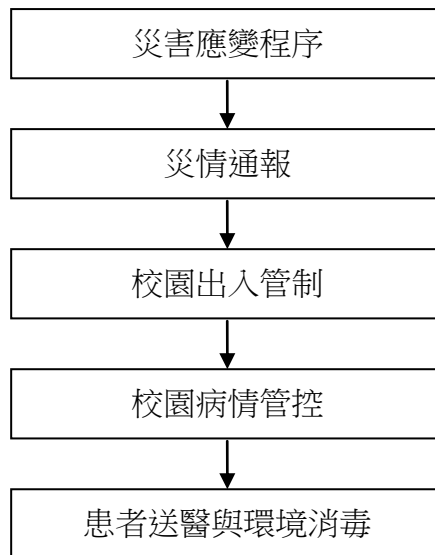 災害應變程序
災情通報
校園出入管制
校園病情管控
患者送醫與環境消毒